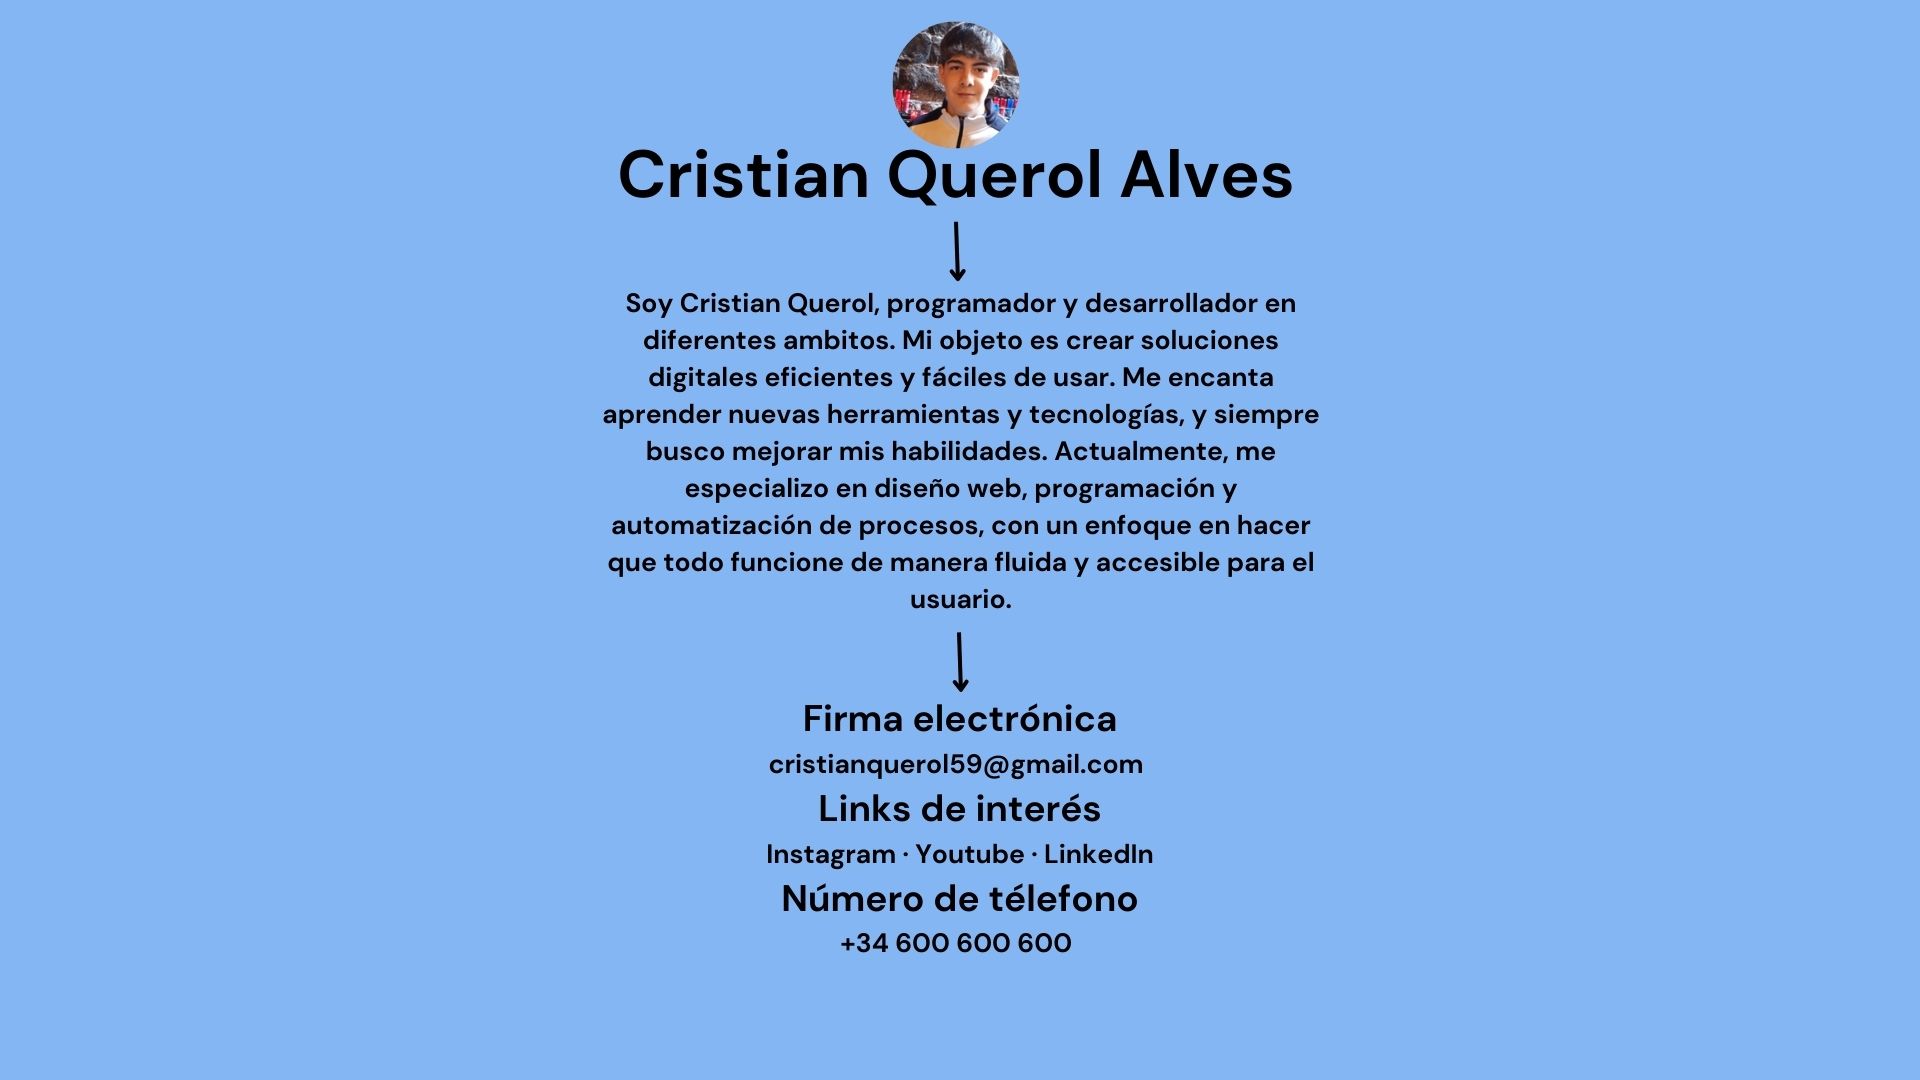 Cristian Querol Alves
Soy Cristian Querol, programador y desarrollador en
diferentes ambitos. Mi objeto es crear soluciones
digitales eficientes y fáciles de usar. Me encanta
aprender nuevas herramientas y tecnologías, y siempre
busco mejorar mis habilidades. Actualmente, me
especializo en diseño web, programación y
automatización de procesos, con un enfoque en hacer
que todo funcione de manera fluida y accesible para el
usuario.
Firma electrónica
cristianquerol59@gmail.com
Links de interés
Instagram · Youtube · LinkedIn
Número de télefono
+34 600 600 600